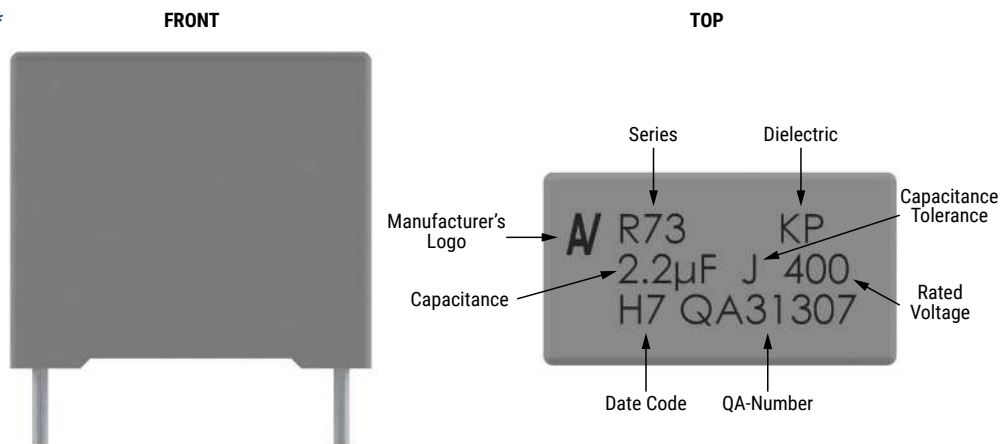 *
FRONT
TOP
Series
Dielectric
Capacitance
Tolerance
Manufacturer's
Logo
R73 KP
2.2µF J 400
H7 QA31307
Capacitance
Rated
Voltage
Date Code
QA-Number